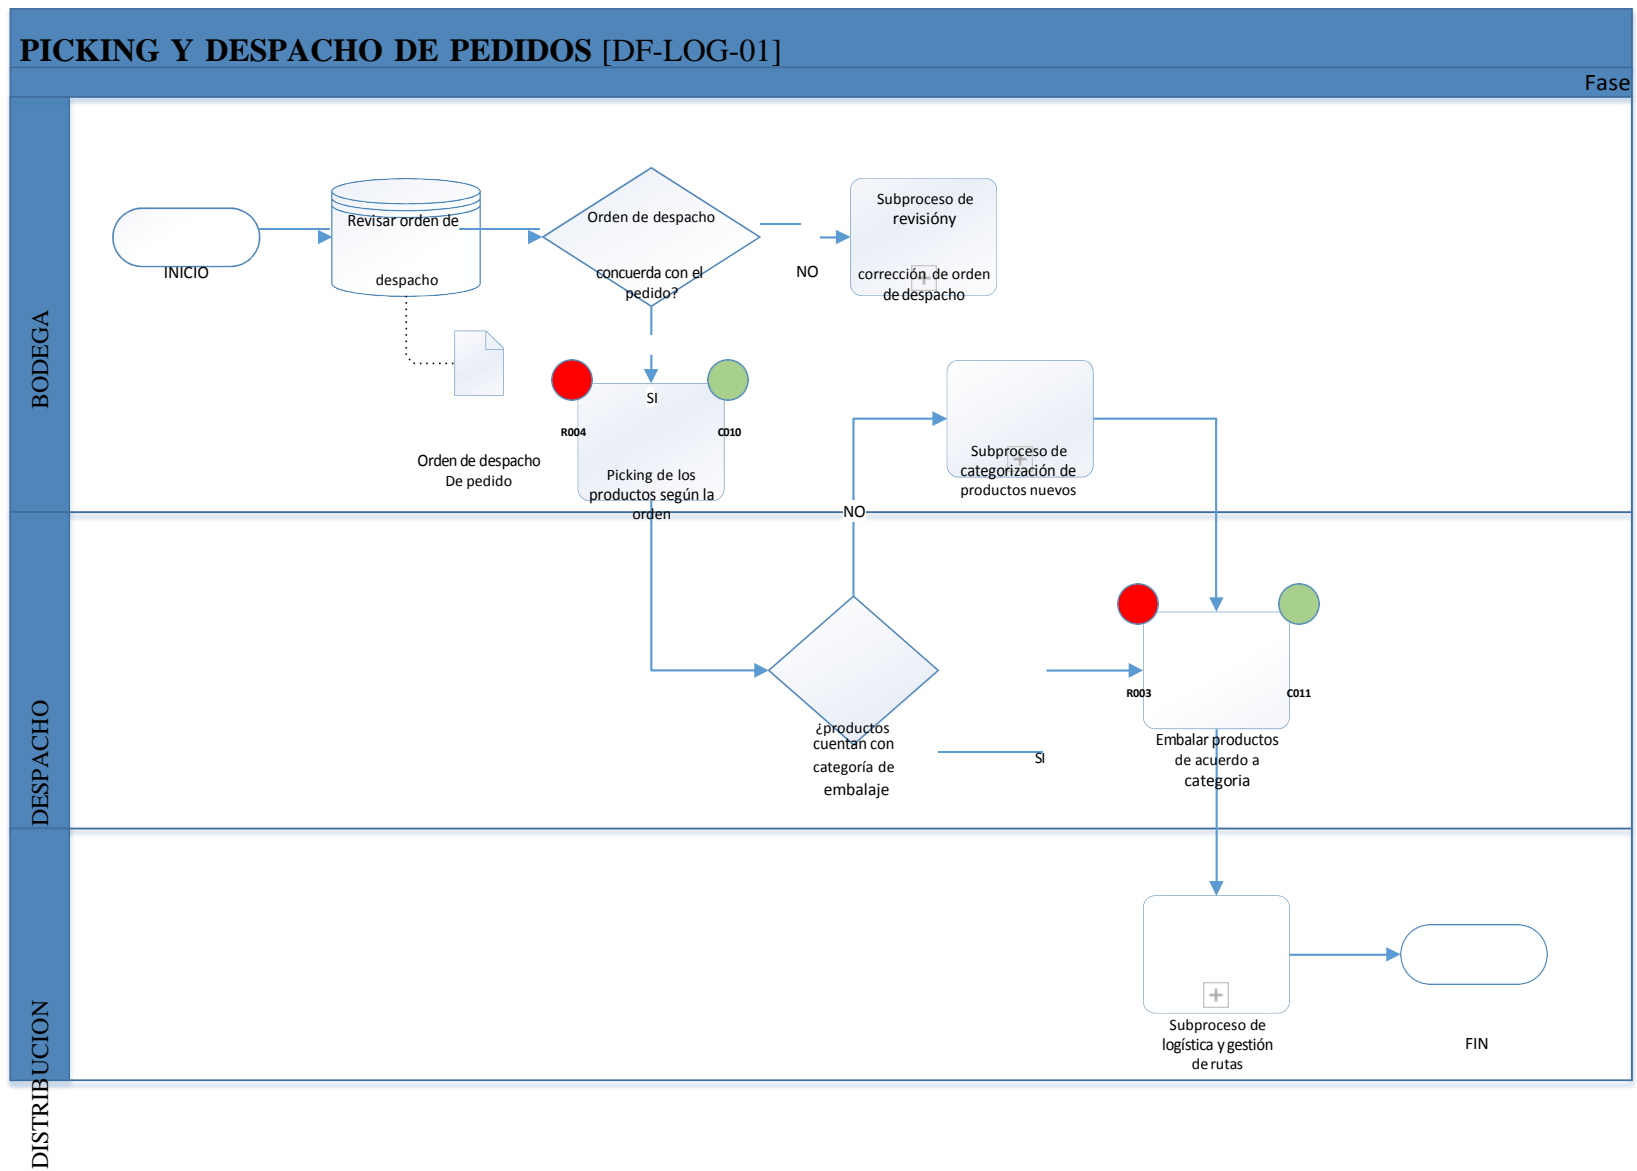 PICKING Y DESPACHO DE PEDIDOS [DF-LOG-01]
Fase
BODEGA
INICIO
Revisar orden de
despacho
Orden de despacho
concuerda con el
pedido?
NO
Subproceso de
revisióny
corrección de orden
de despacho
SI
R004
C010
Orden de despacho
De pedido
Picking de los
productos según la
orden
Subproceso de
categorización de
productos nuevos
NO
DESPACHO
¿productos
cuentan con
categoría de
embalaje
SI
R003
C011
Embalar productos
de acuerdo a
categoria
DISTRIBUCION
Subproceso de
logística y gestión
de rutas
FIN